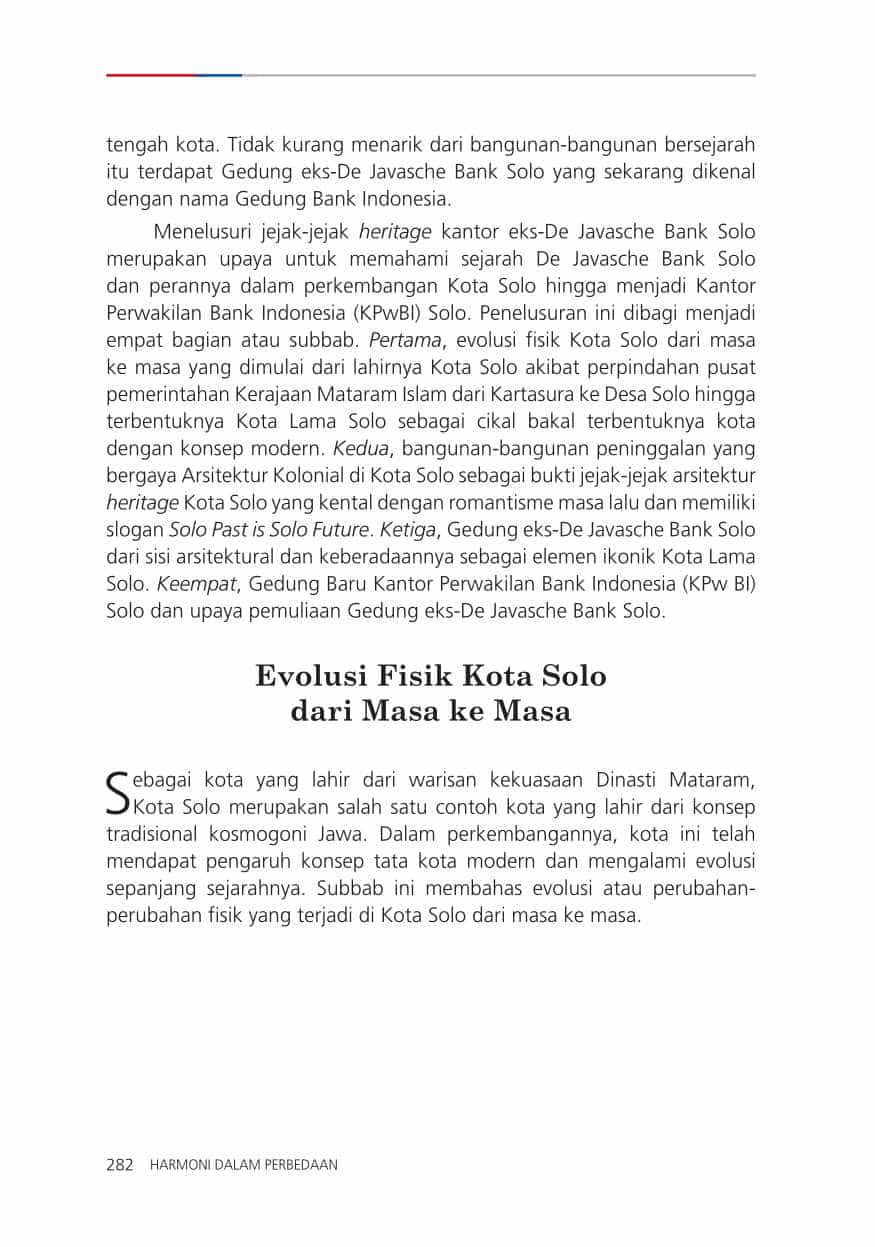 tengah kota. Tidak kurang menarik dari bangunan-bangunan bersejarah
itu terdapat Gedung eks-De Javasche Bank Solo yang sekarang dikenal
dengan nama Gedung Bank Indonesia.
Menelusuri jejak-jejak heritage kantor eks-De Javasche Bank Solo
merupakan upaya untuk memahami sejarah De Javasche Bank Solo
dan perannya dalam perkembangan Kota Solo hingga menjadi Kantor
Perwakilan Bank Indonesia (KPwBI) Solo. Penelusuran ini dibagi menjadi
empat bagian atau subbab. Pertama, evolusi fisik Kota Solo dari masa
ke masa yang dimulai dari lahirnya Kota Solo akibat perpindahan pusat
pemerintahan Kerajaan Mataram Islam dari Kartasura ke Desa Solo hingga
terbentuknya Kota Lama Solo sebagai cikal bakal terbentuknya kota
dengan konsep modern. Kedua, bangunan-bangunan peninggalan yang
bergaya Arsitektur Kolonial di Kota Solo sebagai bukti jejak-jejak arsitektur
heritage Kota Solo yang kental dengan romantisme masa lalu dan memiliki
slogan Solo Past is Solo Future. Ketiga, Gedung eks-De Javasche Bank Solo
dari sisi arsitektural dan keberadaannya sebagai elemen ikonik Kota Lama
Solo. Keempat, Gedung Baru Kantor Perwakilan Bank Indonesia (KPw BI)
Solo dan upaya pemuliaan Gedung eks-De Javasche Bank Solo.
Evolusi Fisik Kota Solo
dari Masa ke Masa
Sebagai kota yang lahir dari warisan kekuasaan Dinasti Mataram,
Kota Solo merupakan salah satu contoh kota yang lahir dari konsep
tradisional kosmogoni Jawa. Dalam perkembangannya, kota ini telah
mendapat pengaruh konsep tata kota modern dan mengalami evolusi
sepanjang sejarahnya. Subbab ini membahas evolusi atau perubahan-
perubahan fisik yang terjadi di Kota Solo dari masa ke masa.
282 HARMONI DALAM PERBEDAAN